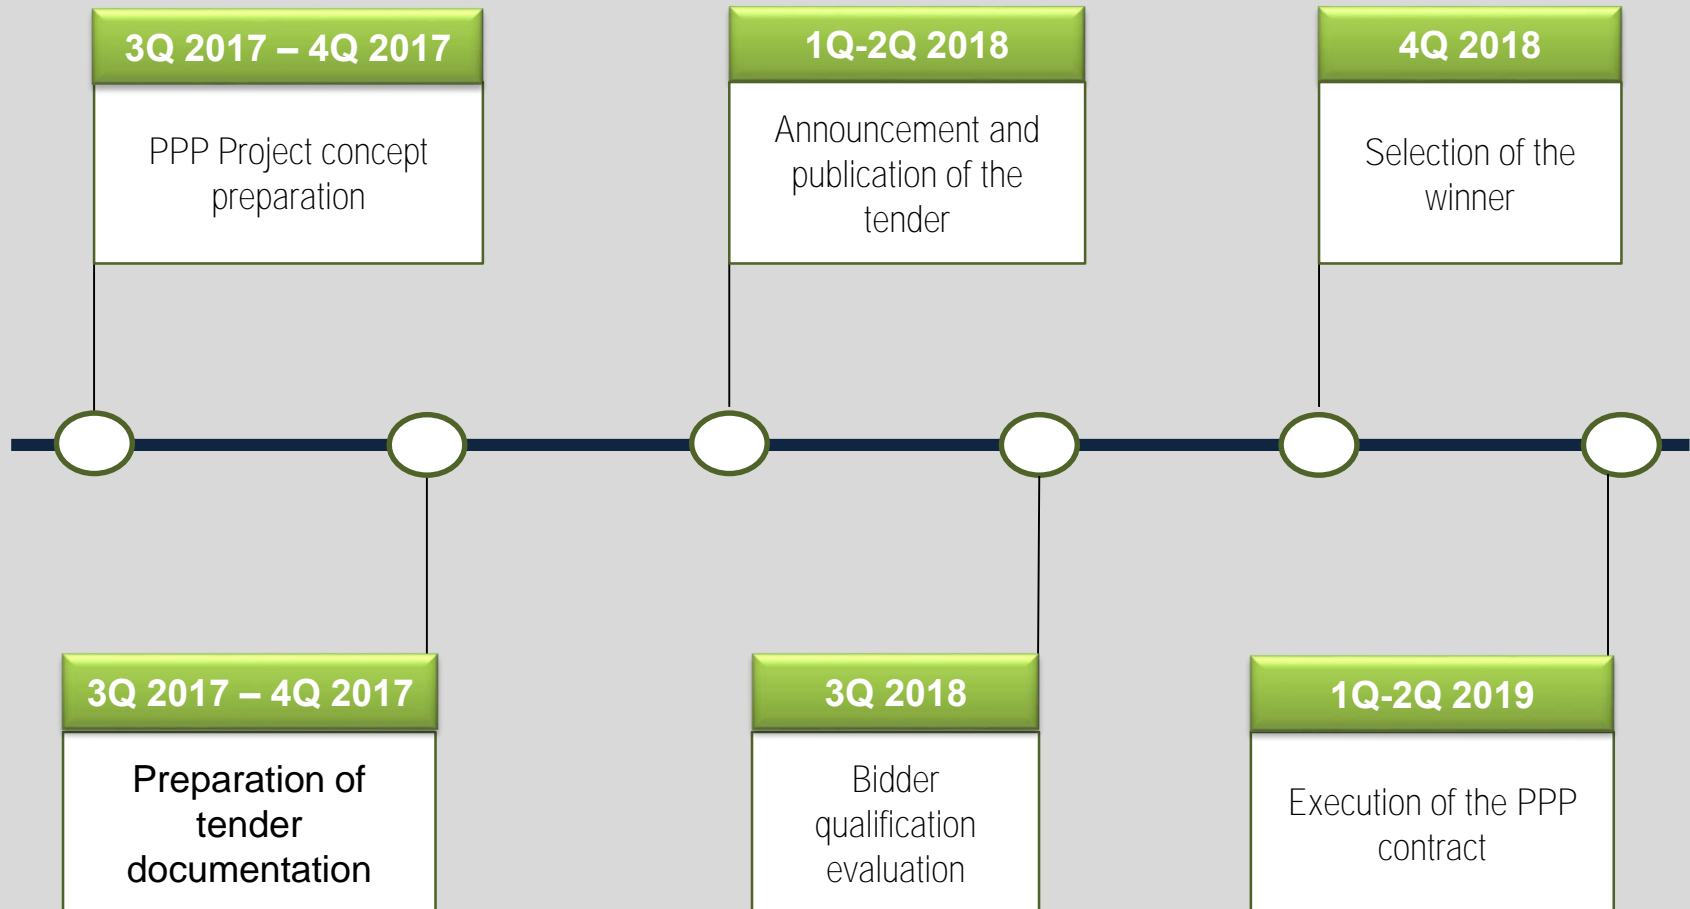 3Q 2017 – 4Q 2017
PPP Project concept
preparation
1Q-2Q 2018
Announcement and
publication of the
tender
4Q 2018
Selection of the
winner
3Q 2017 – 4Q 2017
Preparation of
tender
documentation
3Q 2018
Bidder
qualification
evaluation
1Q-2Q 2019
Execution of the PPP
contract